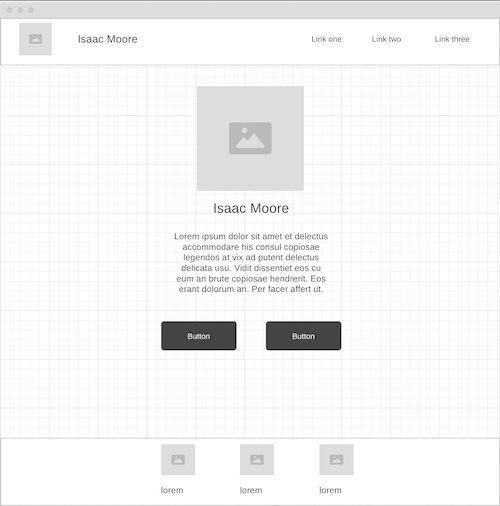 Isaac Moore
Link one
Link two
Link three
Isaac Moore
Lorem ipsum dolor sit amet et delectus
accommodare his consul copiosae
legendos at vix ad putent delectus
delicata usu. Vidit dissentiet eos cu
eum an brute copiosae hendrerit. Eos
erant dolorum an. Per facer affert ut.
Button
Button
lorem
lorem
lorem